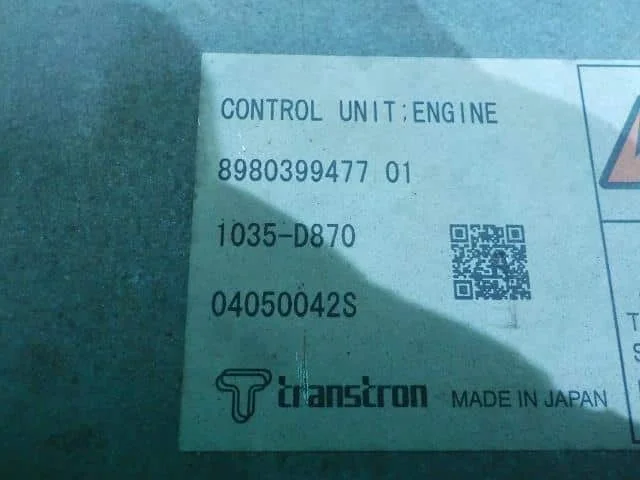 CONTROL UNIT;ENGINE
8980399477 01
1035-D870
04050042S
transtron MADE IN JAPAN
T
S